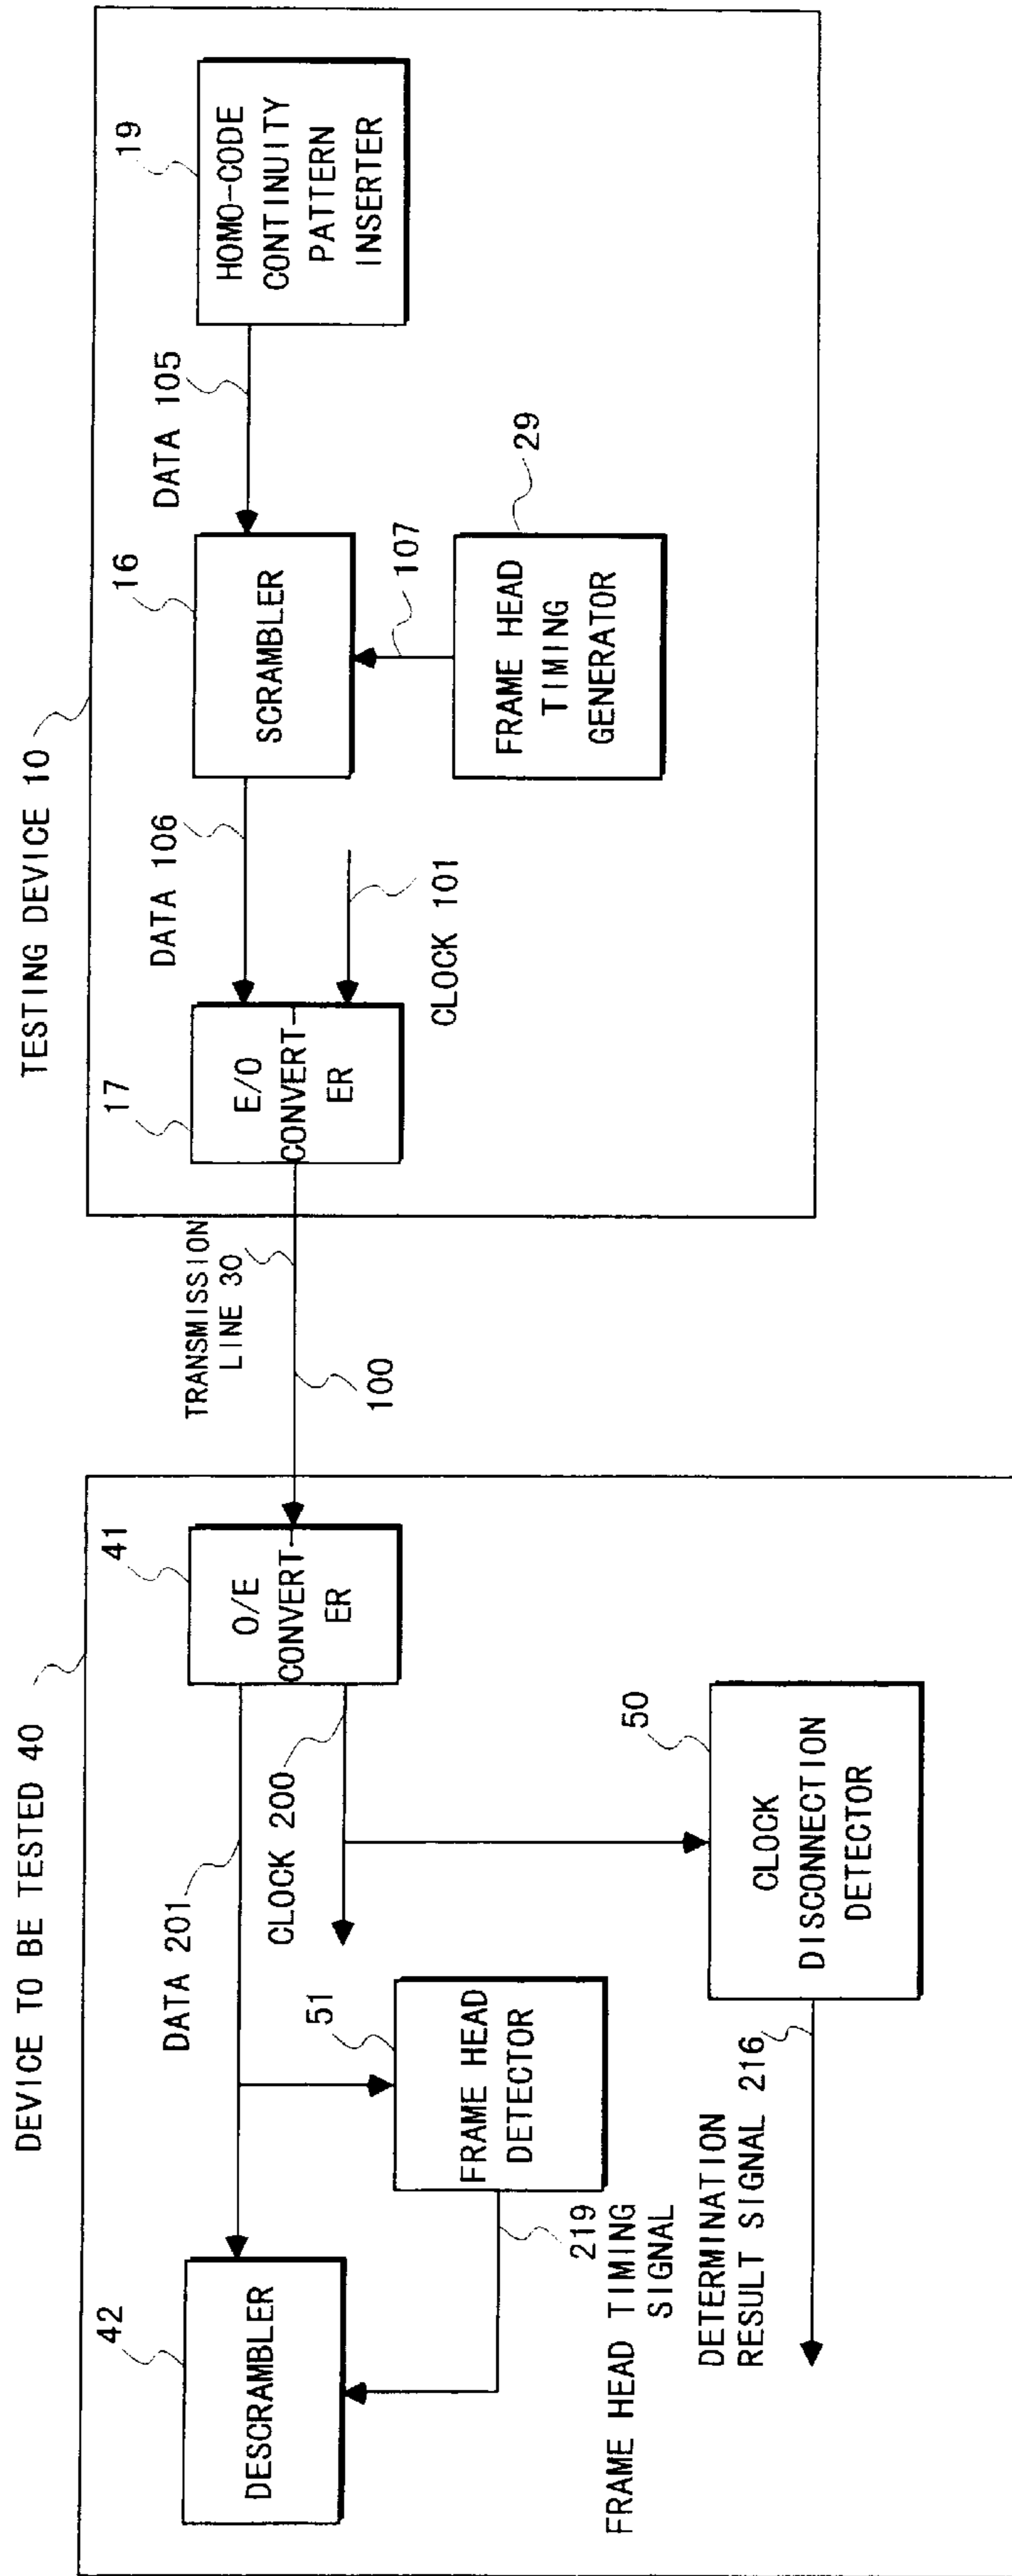 DEVICE TO BE TESTED 40
TESTING DEVICE 10
42
DESCRAMBLER
DATA 201
51
FRAME HEAD
DETECTOR
219
FRAME HEAD TIMING
SIGNAL
CLOCK 200
41
O/E
CONVERT-
ER
50
CLOCK
DISCONNECTION
DETECTOR
DETERMINATION
RESULT SIGNAL 216
TRANSMISSION
LINE 30
100
17
E/O
CONVERT-
ER
DATA 106
CLOCK 101
16
SCRAMBLER
107
29
FRAME HEAD
TIMING
GENERATOR
DATA 105
19
HOMO-CODE
CONTINUITY
PATTERN
INSERTER